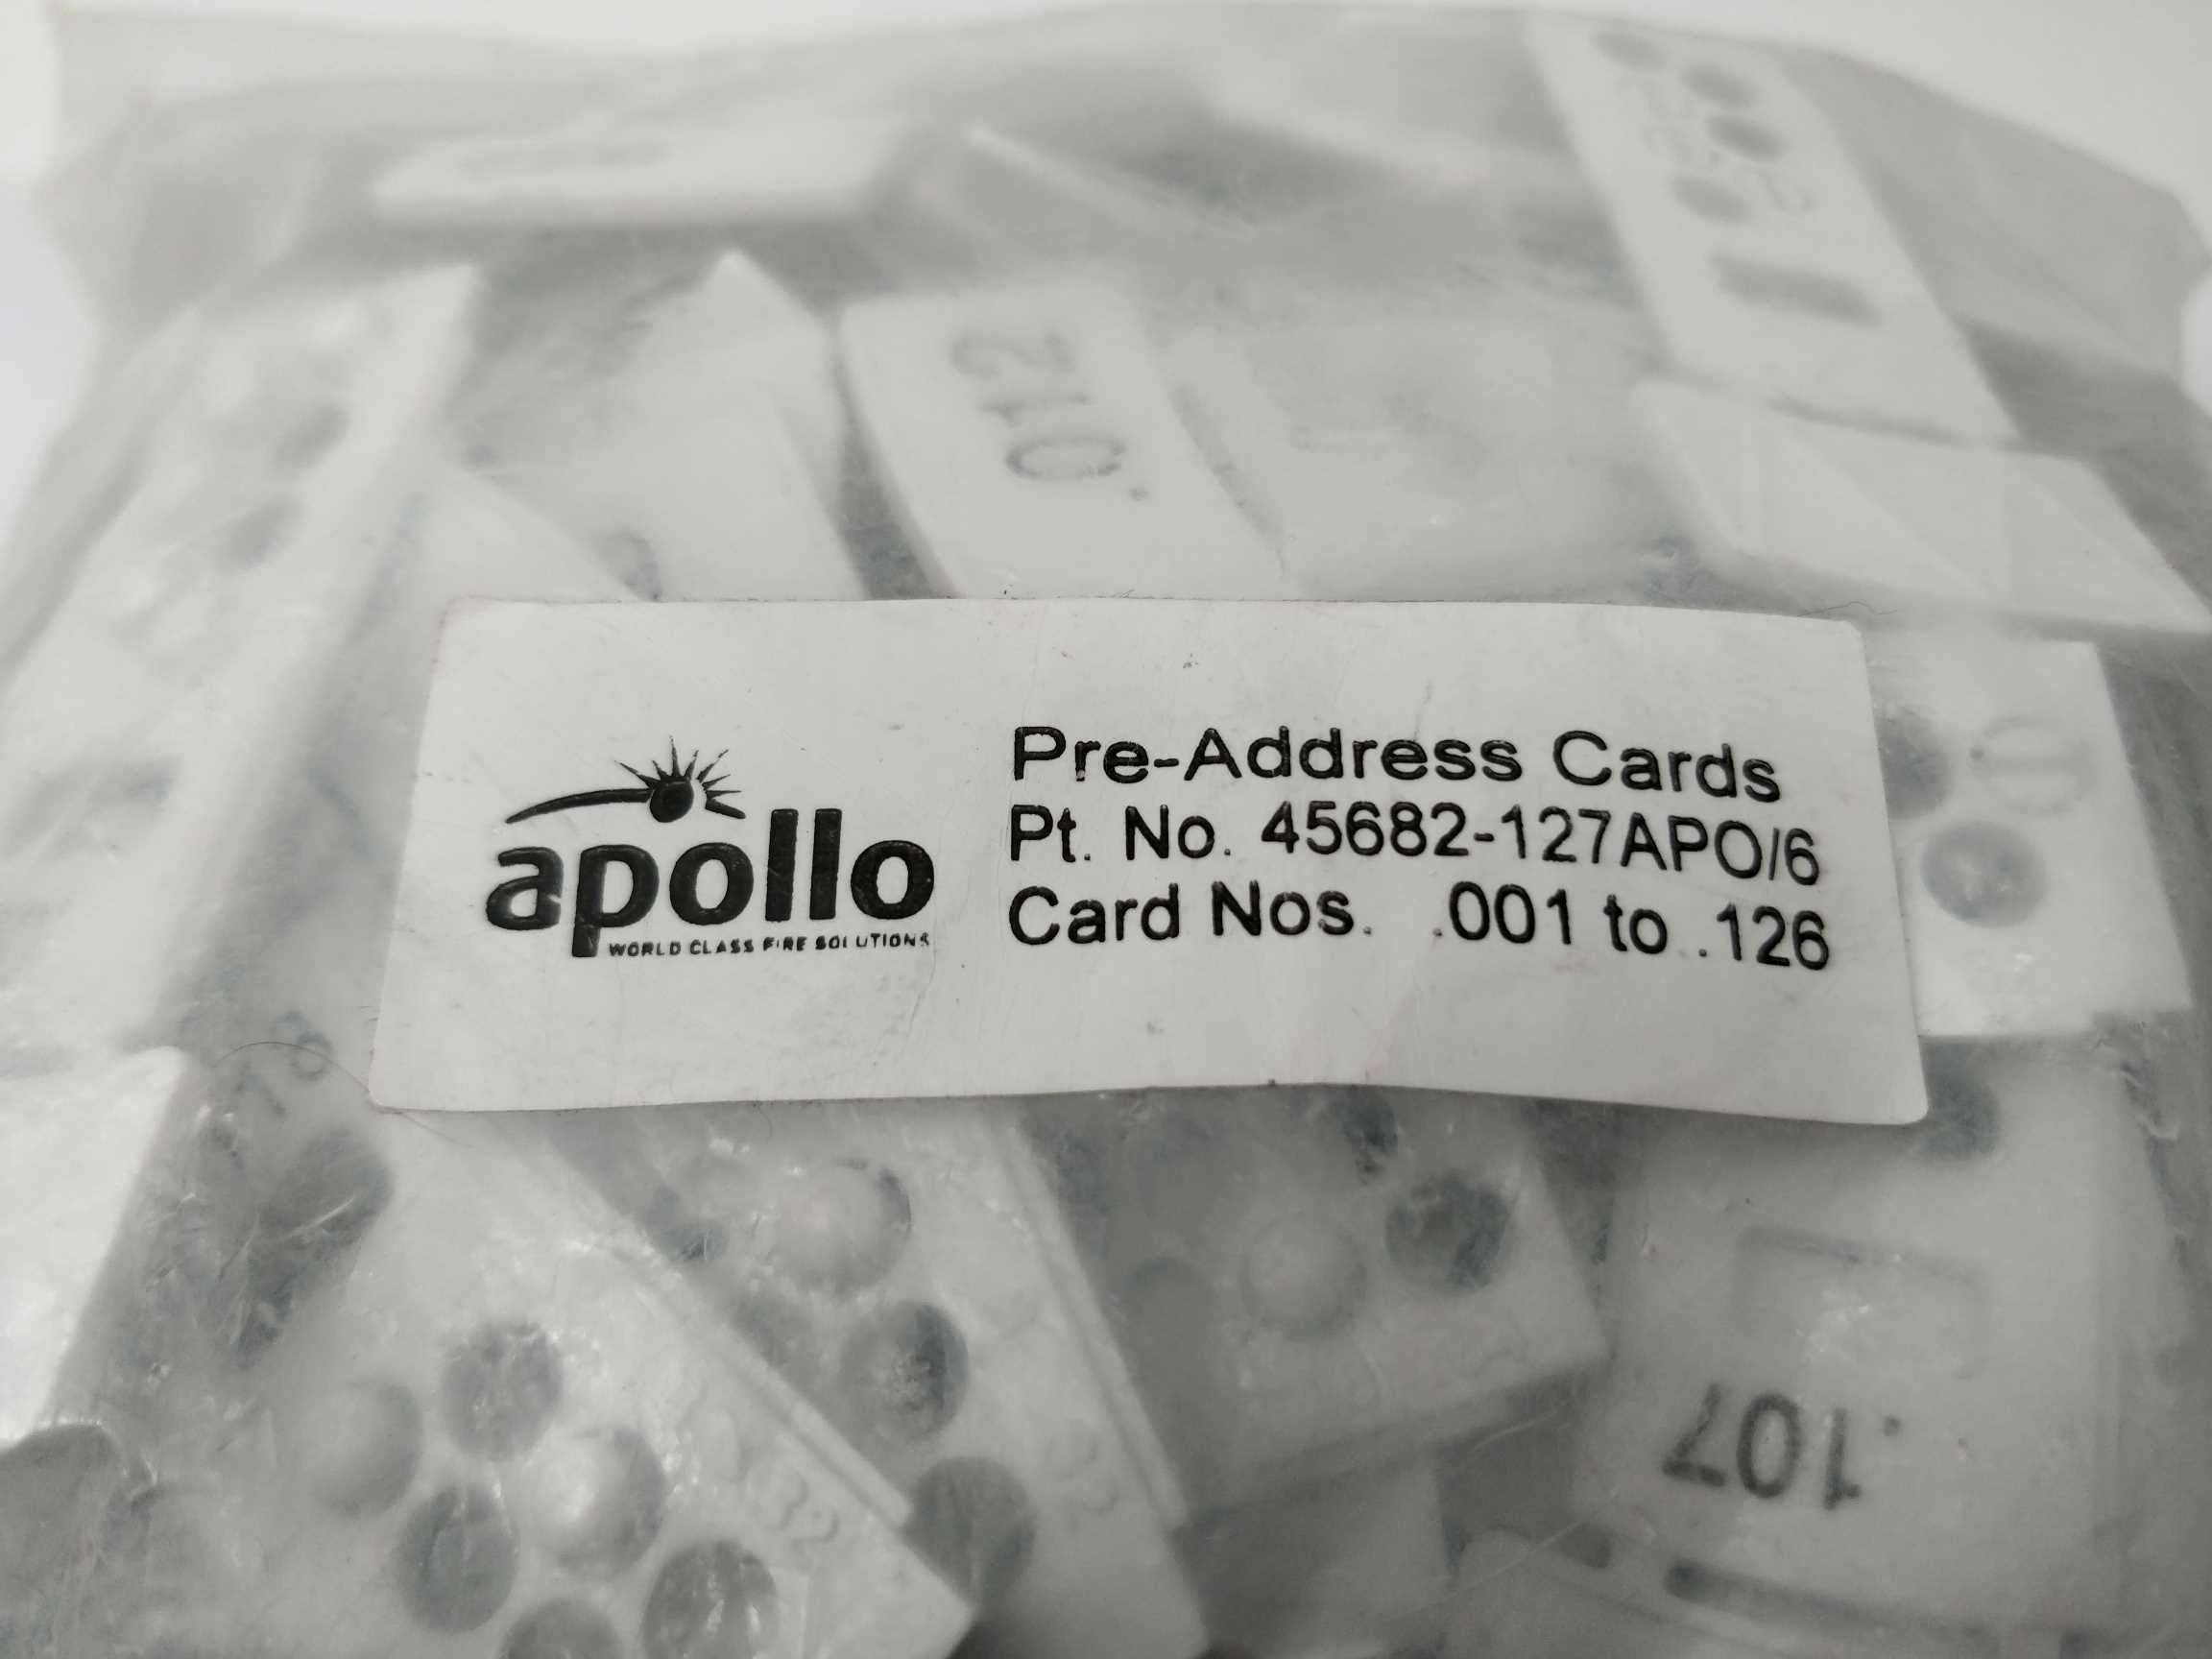 .012
apollo
WORLD CLASS FIRE SOLUTIONS
Pre-Address Cards
Pt. No. 45682-127APO/6
Card Nos. .001 to .126
.107